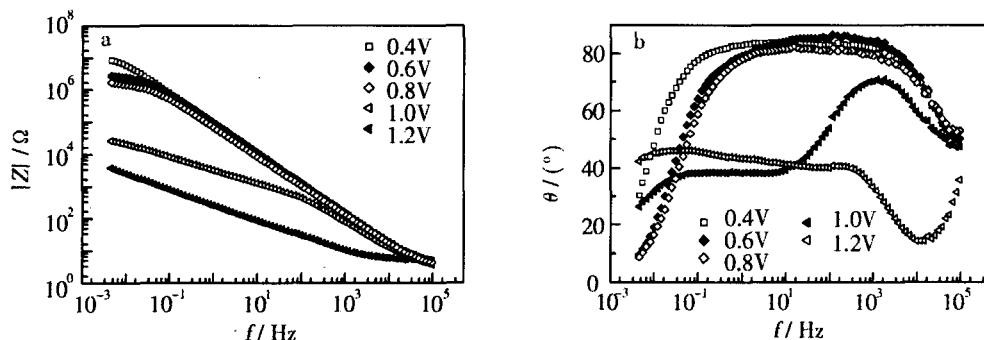 a
10^8
10^6
10^4
10^2
10^0
|Z| / Ω
0.4V
0.6V
0.8V
1.0V
1.2V
10^-3
10^-1
10^1
10^3
10^5
f / Hz
b
80
60
40
20
0
θ / (°)
0.4V
0.6V
0.8V
1.0V
1.2V
10^-3
10^-1
10^1
10^3
10^5
f / Hz